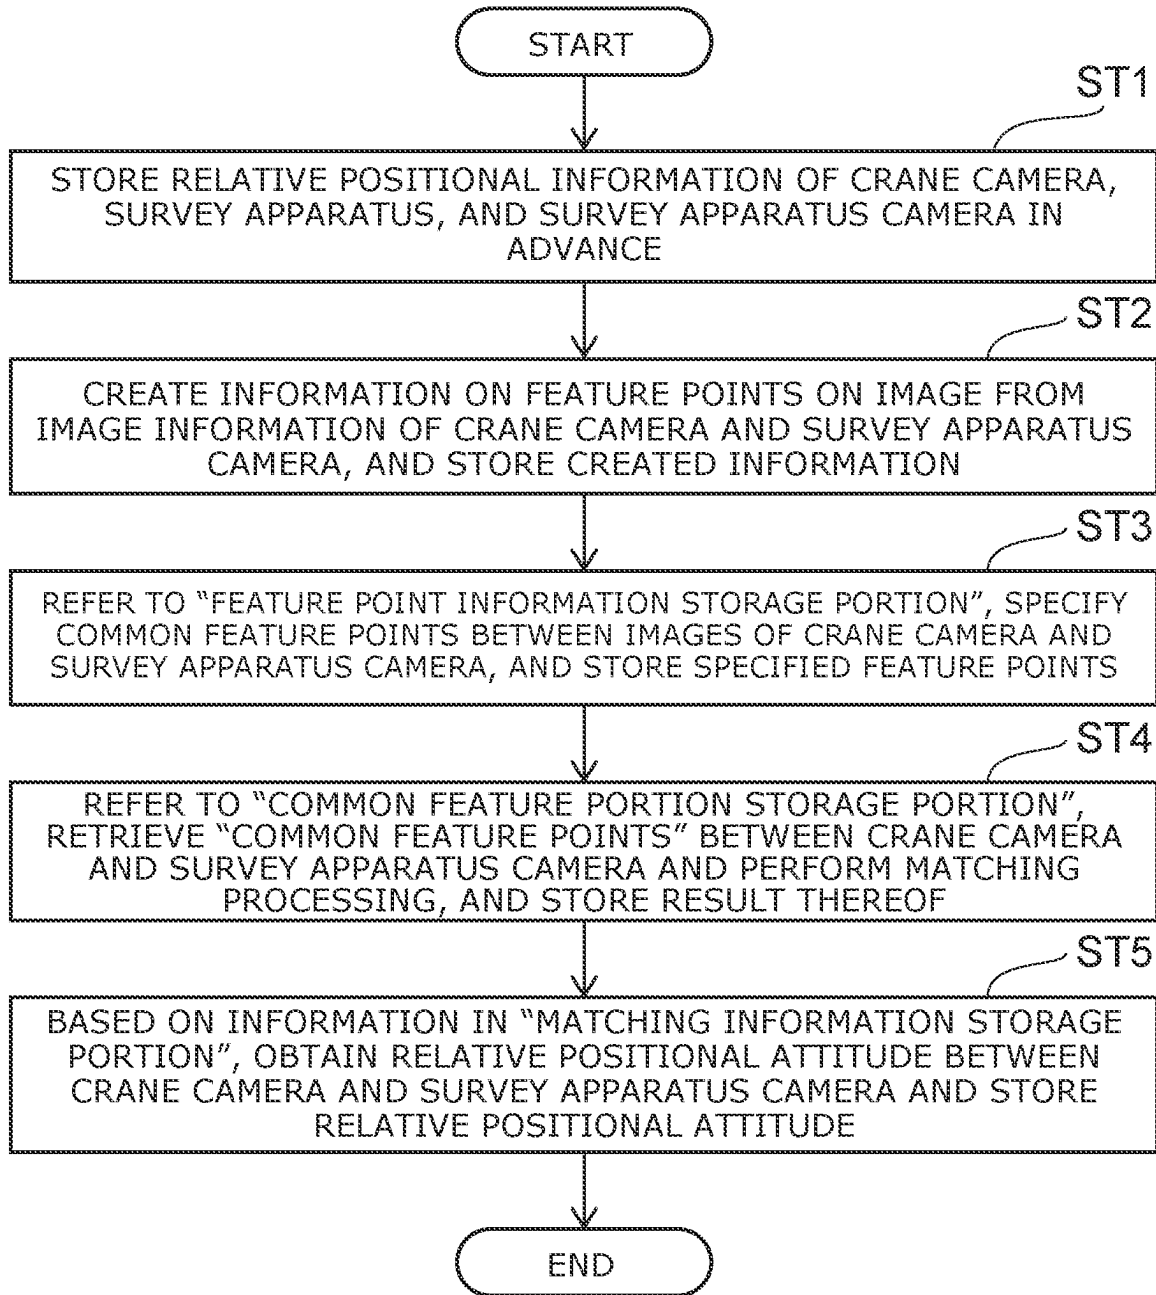 START
ST1
STORE RELATIVE POSITIONAL INFORMATION OF CRANE CAMERA,
SURVEY APPARATUS, AND SURVEY APPARATUS CAMERA IN
ADVANCE
ST2
CREATE INFORMATION ON FEATURE POINTS ON IMAGE FROM
IMAGE INFORMATION OF CRANE CAMERA AND SURVEY APPARATUS
CAMERA, AND STORE CREATED INFORMATION
ST3
REFER TO “FEATURE POINT INFORMATION STORAGE PORTION”, SPECIFY
COMMON FEATURE POINTS BETWEEN IMAGES OF CRANE CAMERA AND
SURVEY APPARATUS CAMERA, AND STORE SPECIFIED FEATURE POINTS
ST4
REFER TO “COMMON FEATURE PORTION STORAGE PORTION”,
RETRIEVE “COMMON FEATURE POINTS” BETWEEN CRANE CAMERA
AND SURVEY APPARATUS CAMERA AND PERFORM MATCHING
PROCESSING, AND STORE RESULT THEREOF
ST5
BASED ON INFORMATION IN “MATCHING INFORMATION STORAGE
PORTION”, OBTAIN RELATIVE POSITIONAL ATTITUDE BETWEEN
CRANE CAMERA AND SURVEY APPARATUS CAMERA AND STORE
RELATIVE POSITIONAL ATTITUDE
END